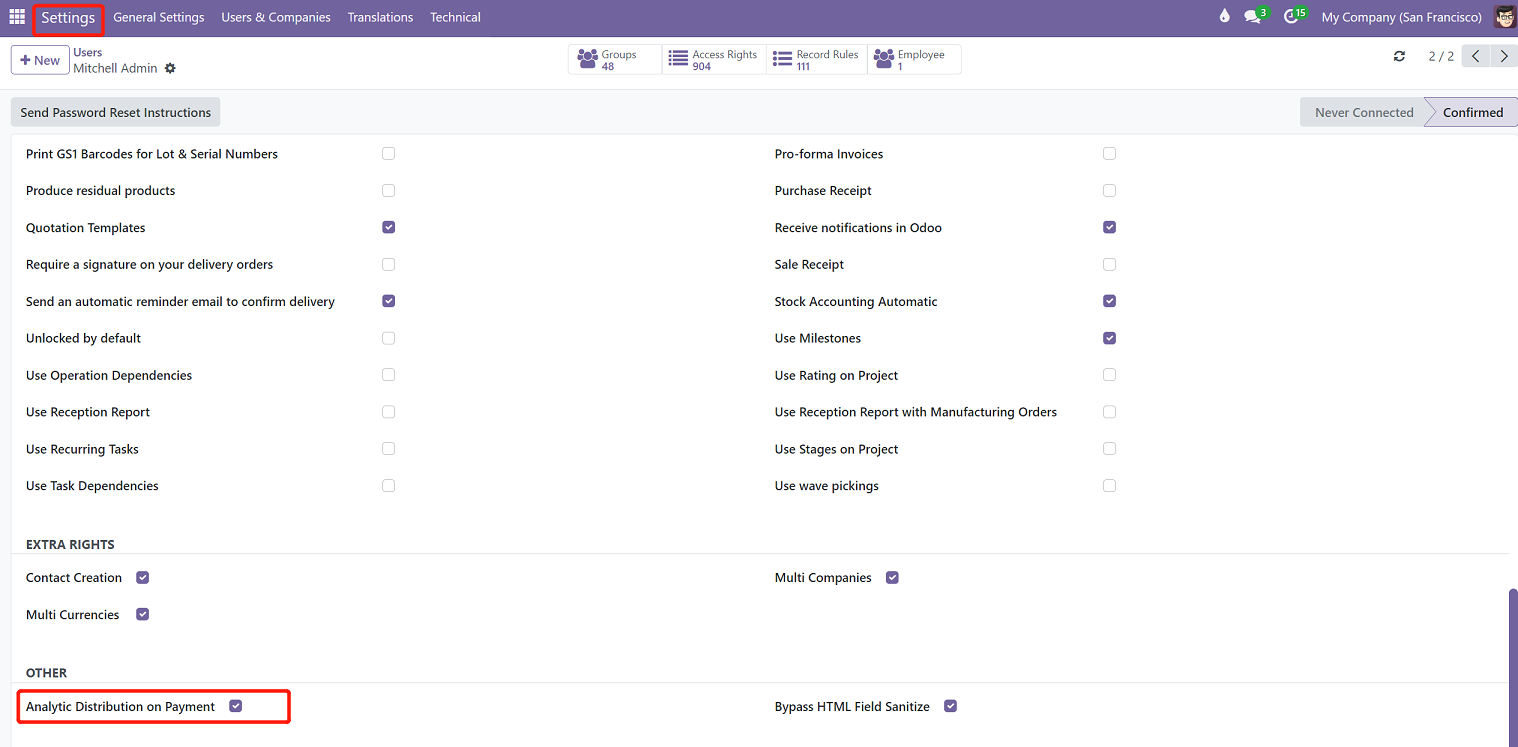 Settings General Settings Users & Companies Translations Technical 3 15 My Company (San Francisco)
+ New Users Groups 48 Access Rights 904 Record Rules 111 Employee 1 2 / 2
Mitchell Admin
Send Password Reset Instructions Never Connected Confirmed
Print GS1 Barcodes for Lot & Serial Numbers Pro-forma Invoices
Produce residual products Purchase Receipt
Quotation Templates Receive notifications in Odoo
Require a signature on your delivery orders Sale Receipt
Send an automatic reminder email to confirm delivery Stock Accounting Automatic
Unlocked by default Use Milestones
Use Operation Dependencies Use Rating on Project
Use Reception Report Use Reception Report with Manufacturing Orders
Use Recurring Tasks Use Stages on Project
Use Task Dependencies Use wave pickings
EXTRA RIGHTS
Contact Creation Multi Companies
Multi Currencies
OTHER
Analytic Distribution on Payment Bypass HTML Field Sanitize